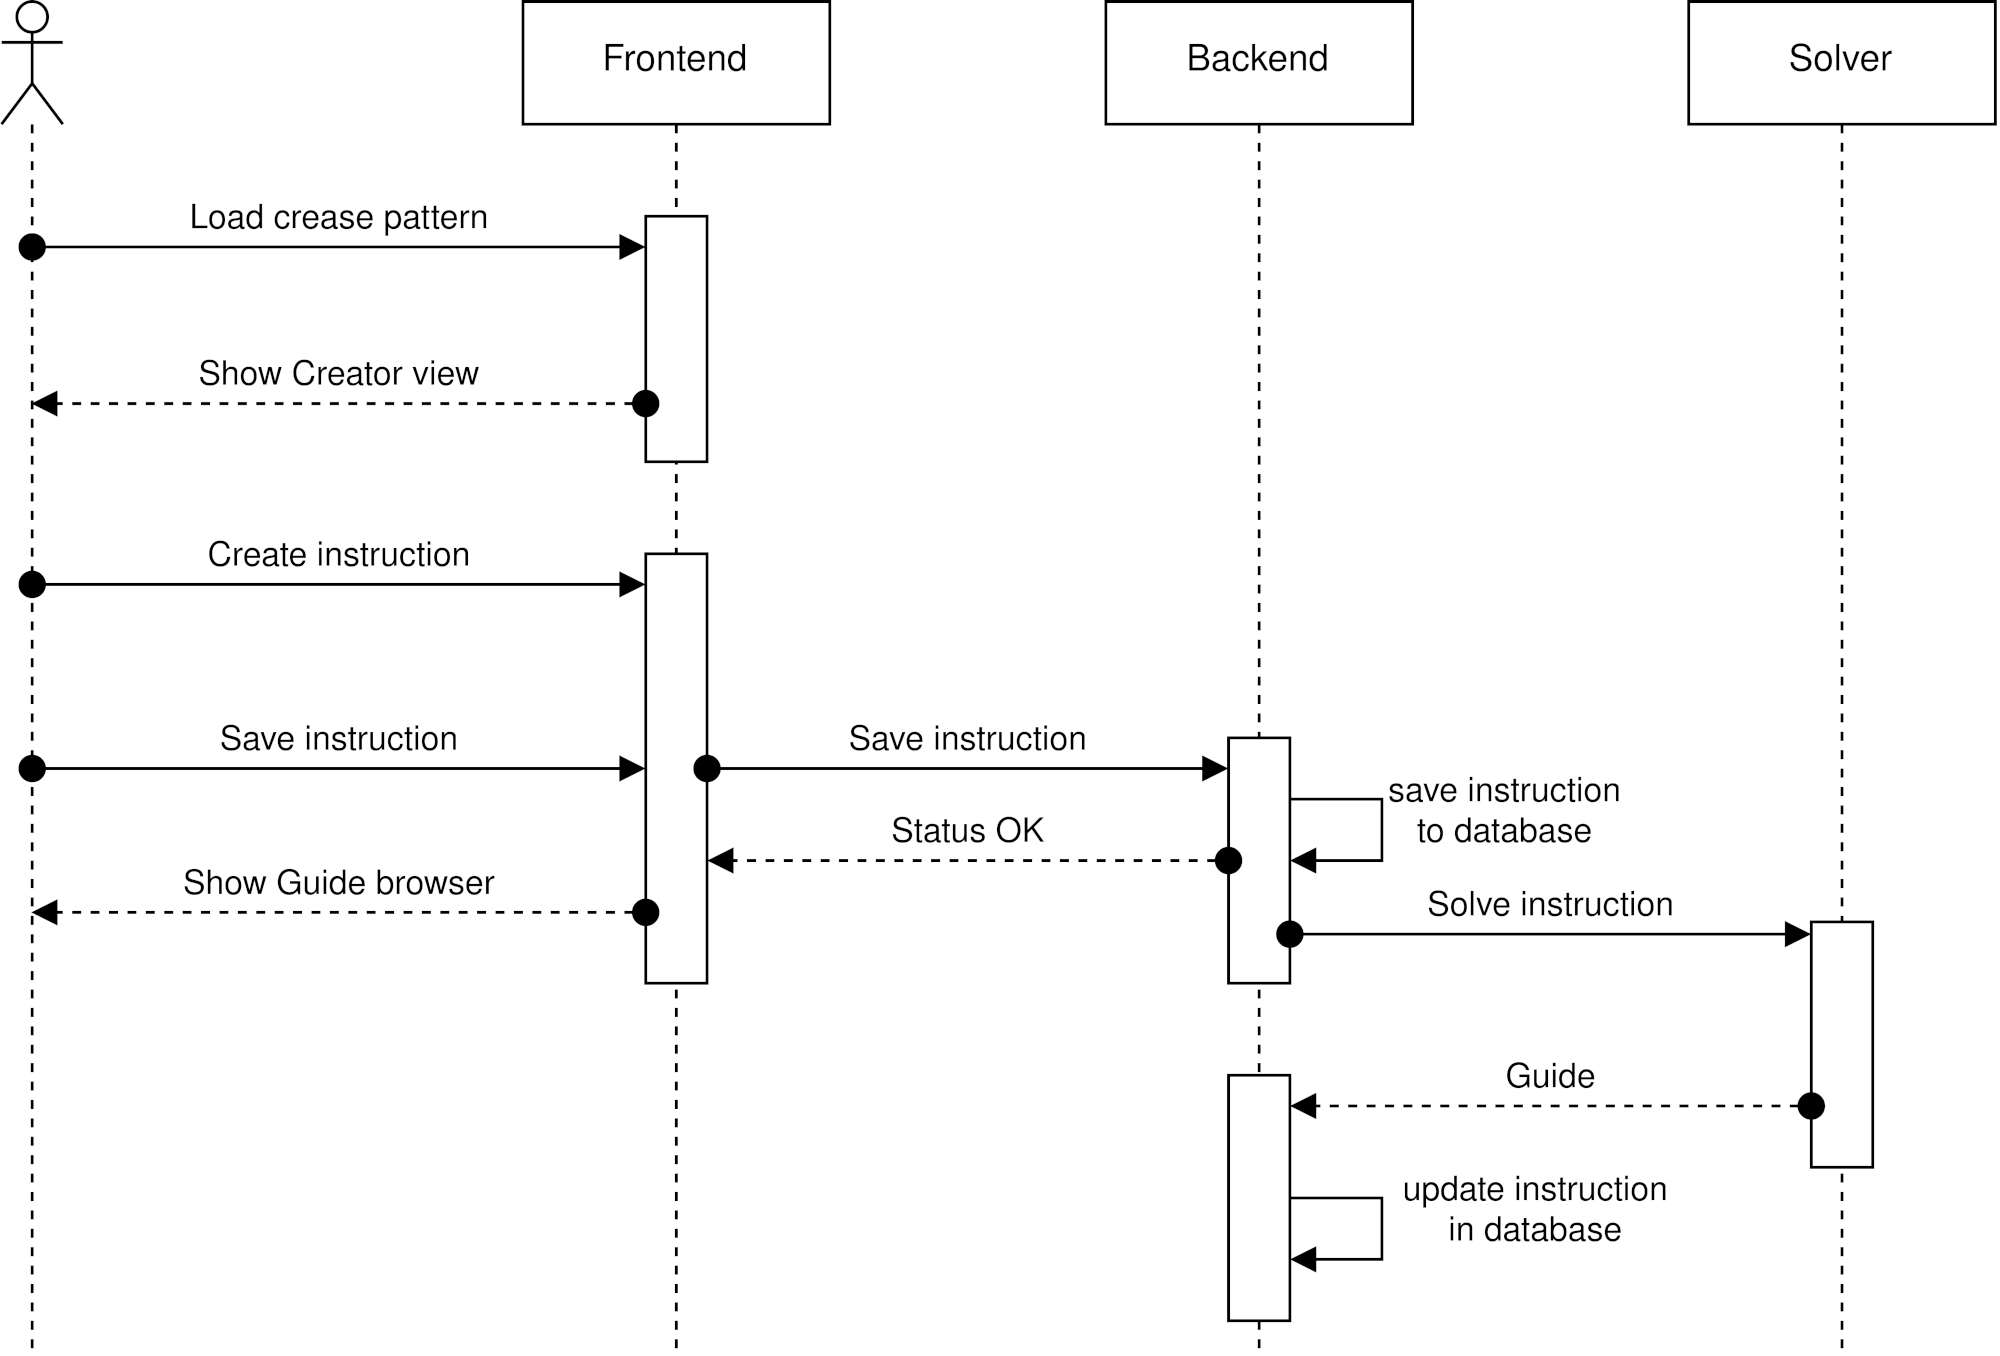 Frontend
Backend
Solver
Load crease pattern
Show Creator view
Create instruction
Save instruction
Save instruction
save instruction
to database
Status OK
Show Guide browser
Solve instruction
Guide
update instruction
in database